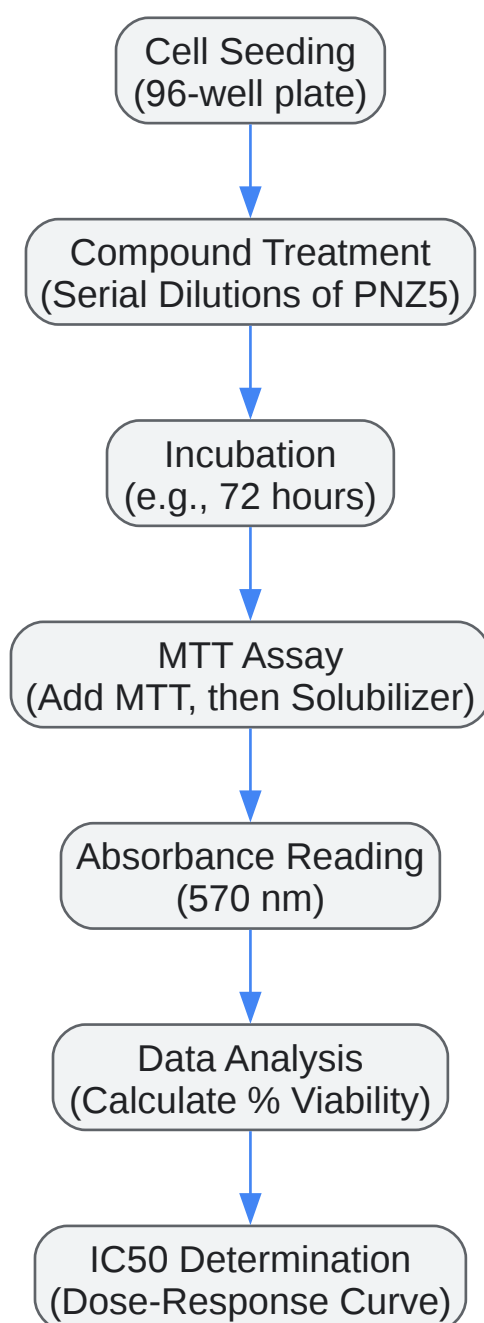 Cell Seeding
(96-well plate)
Compound Treatment
(Serial Dilutions of PNZ5)
Incubation
(e.g., 72 hours)
MTT Assay
(Add MTT, then Solubilizer)
Absorbance Reading
(570 nm)
Data Analysis
(Calculate % Viability)
IC50 Determination
(Dose-Response Curve)